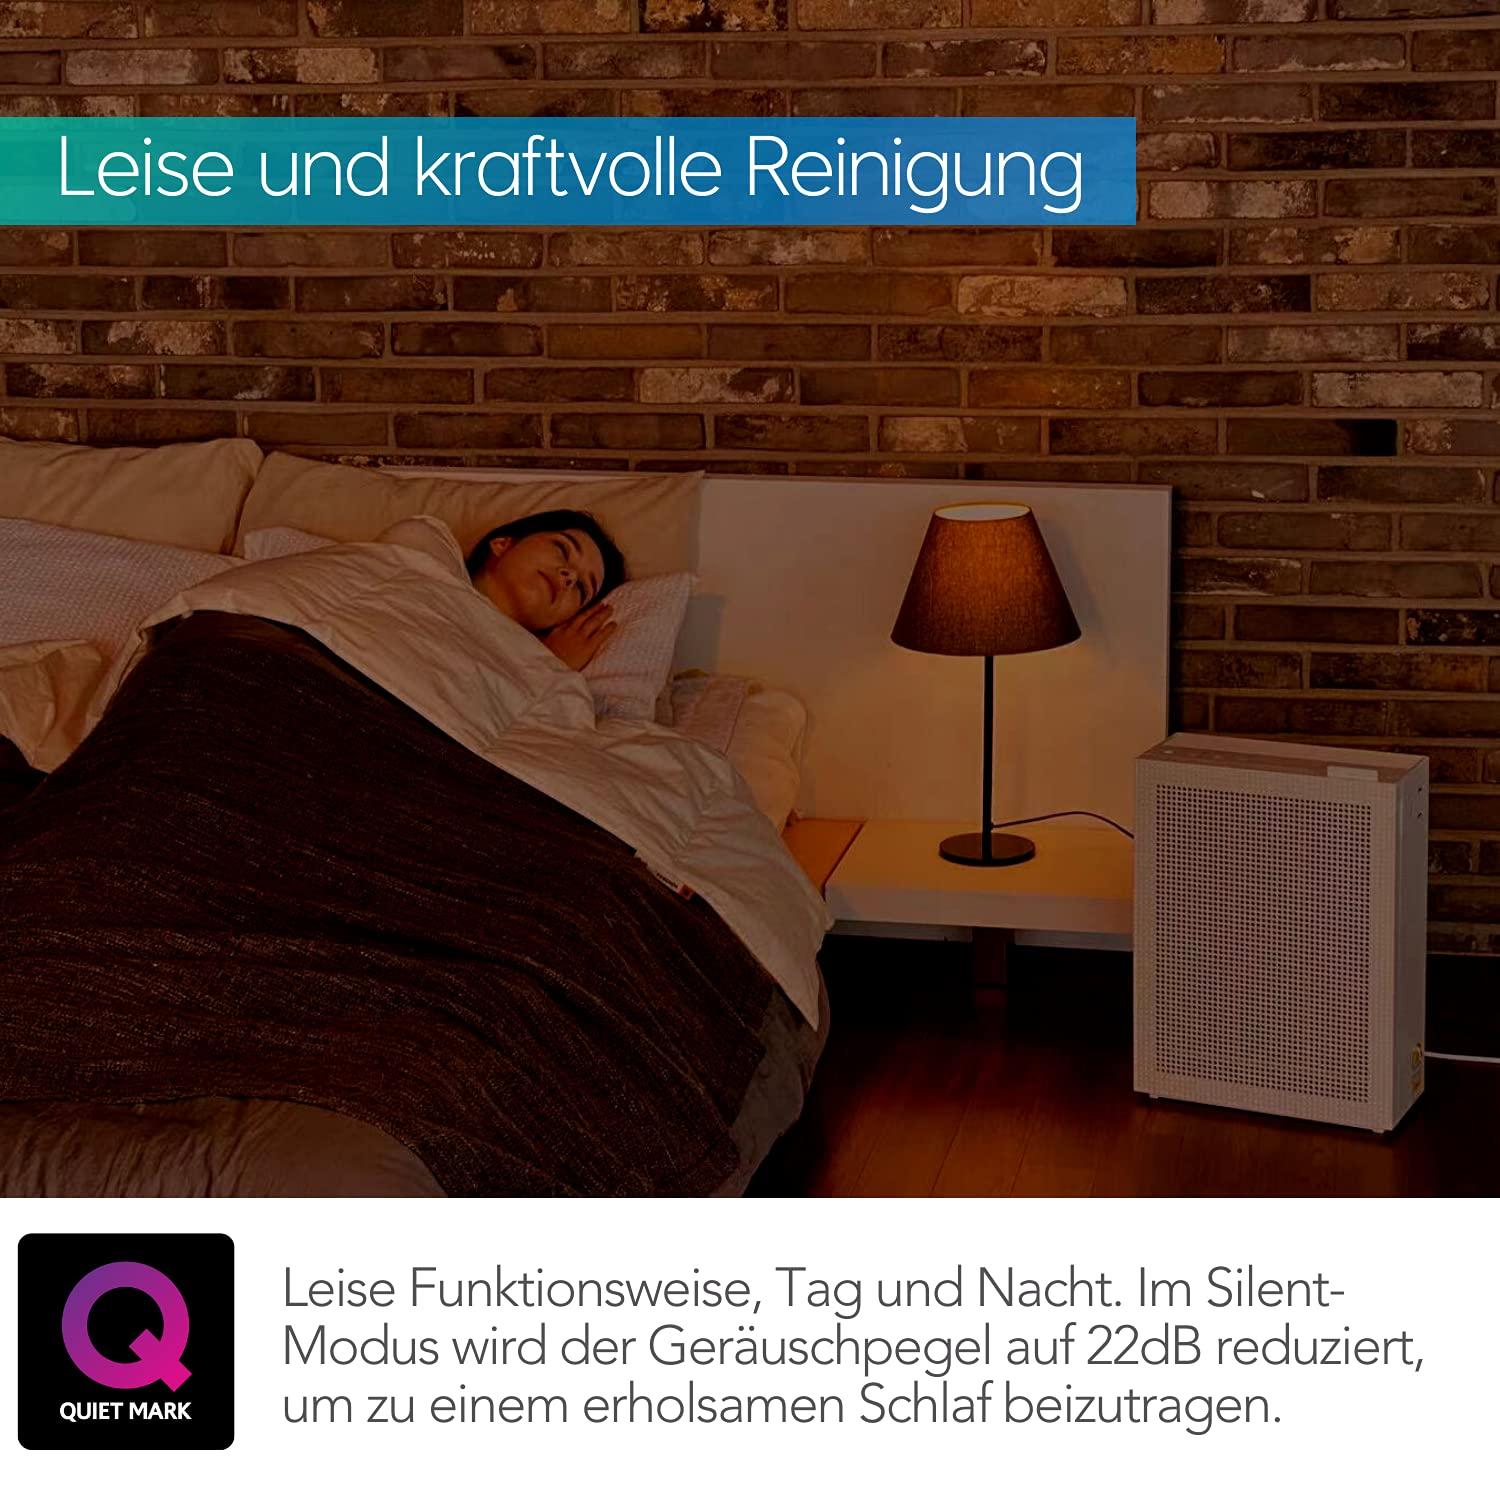 Leise und kraftvolle Reinigung
Leise Funktionsweise, Tag und Nacht. Im Silent-
Modus wird der Geräuschpegel auf 22dB reduziert,
um zu einem erholsamen Schlaf beizutragen.
QUIET MARK